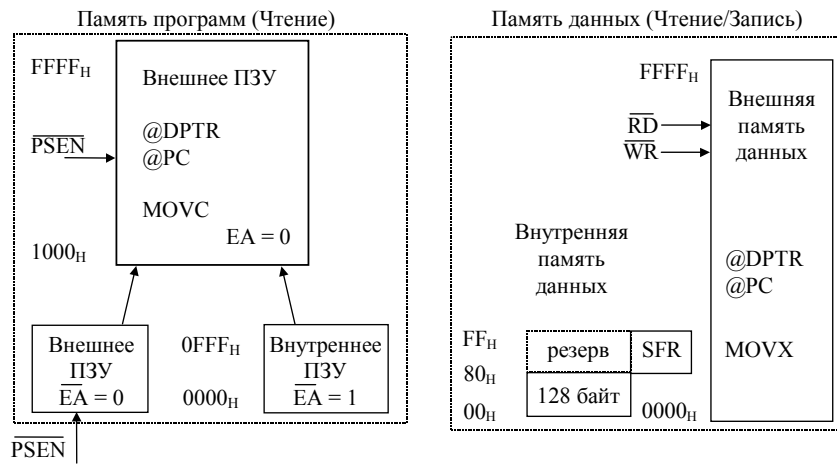 Память программ (Чтение)
FFFFH
Внешнее ПЗУ
PSEN
@DPTR
@PC
MOVC
EA = 0
1000H
Внешнее
ПЗУ
EA = 0
0FFFH
0000H
Внутреннее
ПЗУ
EA = 1
PSEN
Память данных (Чтение/Запись)
FFFFH
Внешняя
память
данных
RD
WR
Внутренняя
память
данных
@DPTR
@PC
MOVX
FFH
резерв
SFR
80H
128 байт
00H
0000H